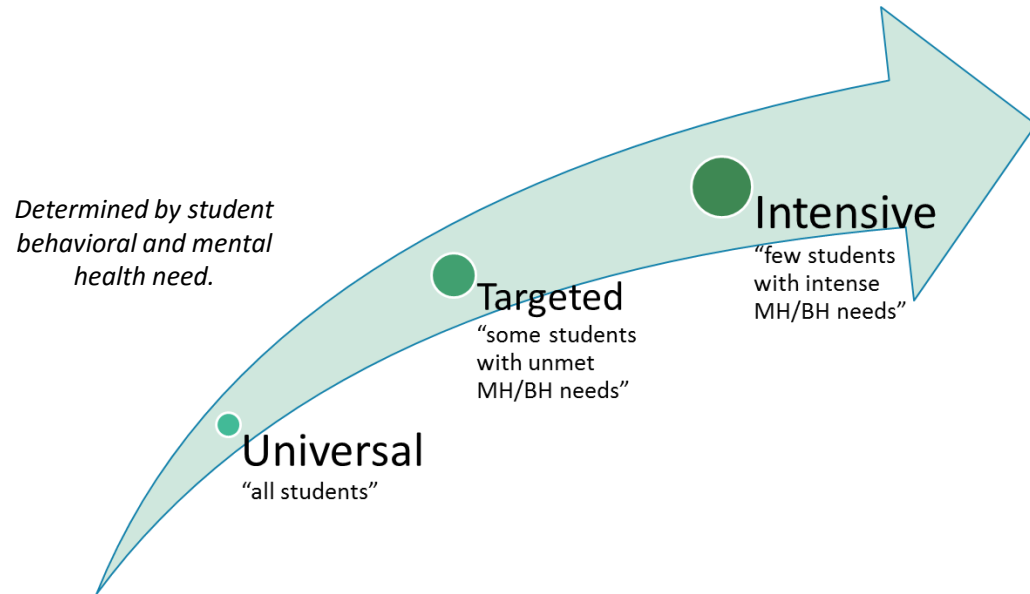 Determined by student
behavioral and mental
health need.
Universal
“all students”
Targeted
“some students
with unmet
MH/BH needs”
Intensive
“few students
with intense
MH/BH needs”